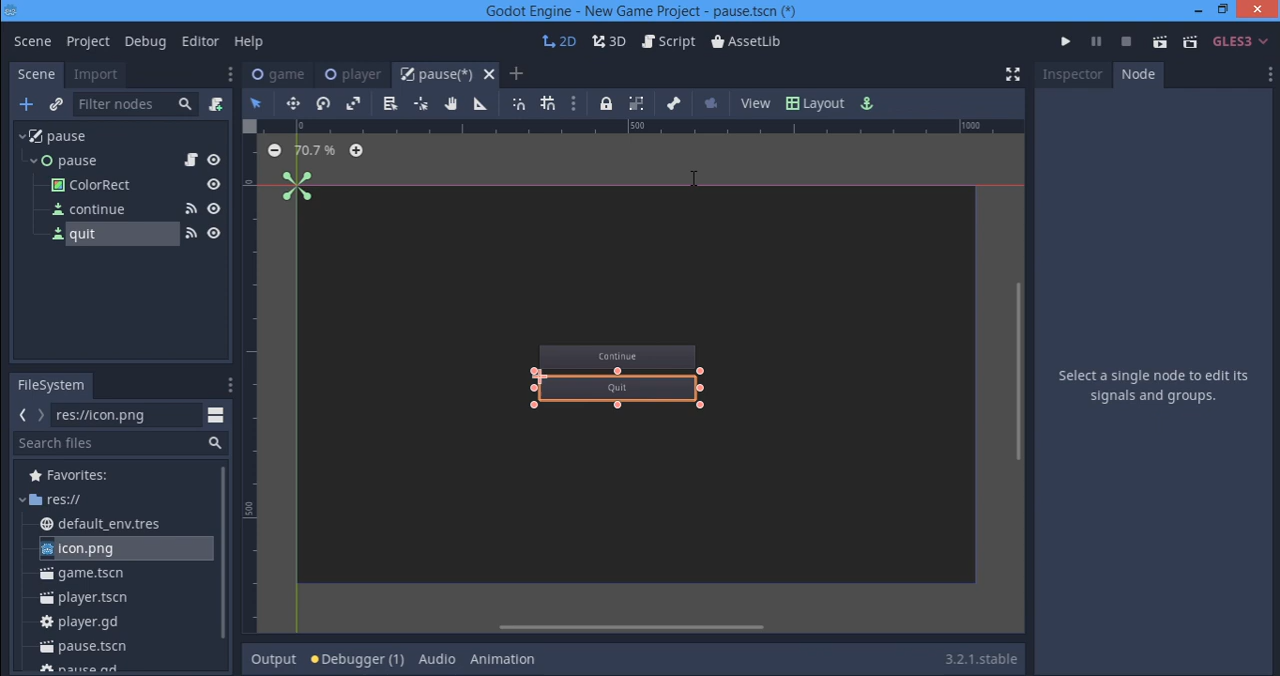 Godot Engine - New Game Project - pause.tscn (*)
Scene Project Debug Editor Help
2D 3D Script AssetLib
GLES3
Scene Import
game player pause(*)
Inspector Node
Filter nodes
View Layout
0 500 1000
70.7 %
pause
pause
ColorRect
continue
quit
0
500
Continue
Quit
Select a single node to edit its
signals and groups.
FileSystem
res://icon.png
Search files
Favorites:
res://
default_env.tres
icon.png
game.tscn
player.tscn
player.gd
pause.tscn
pause.gd
Output Debugger (1) Audio Animation
3.2.1.stable